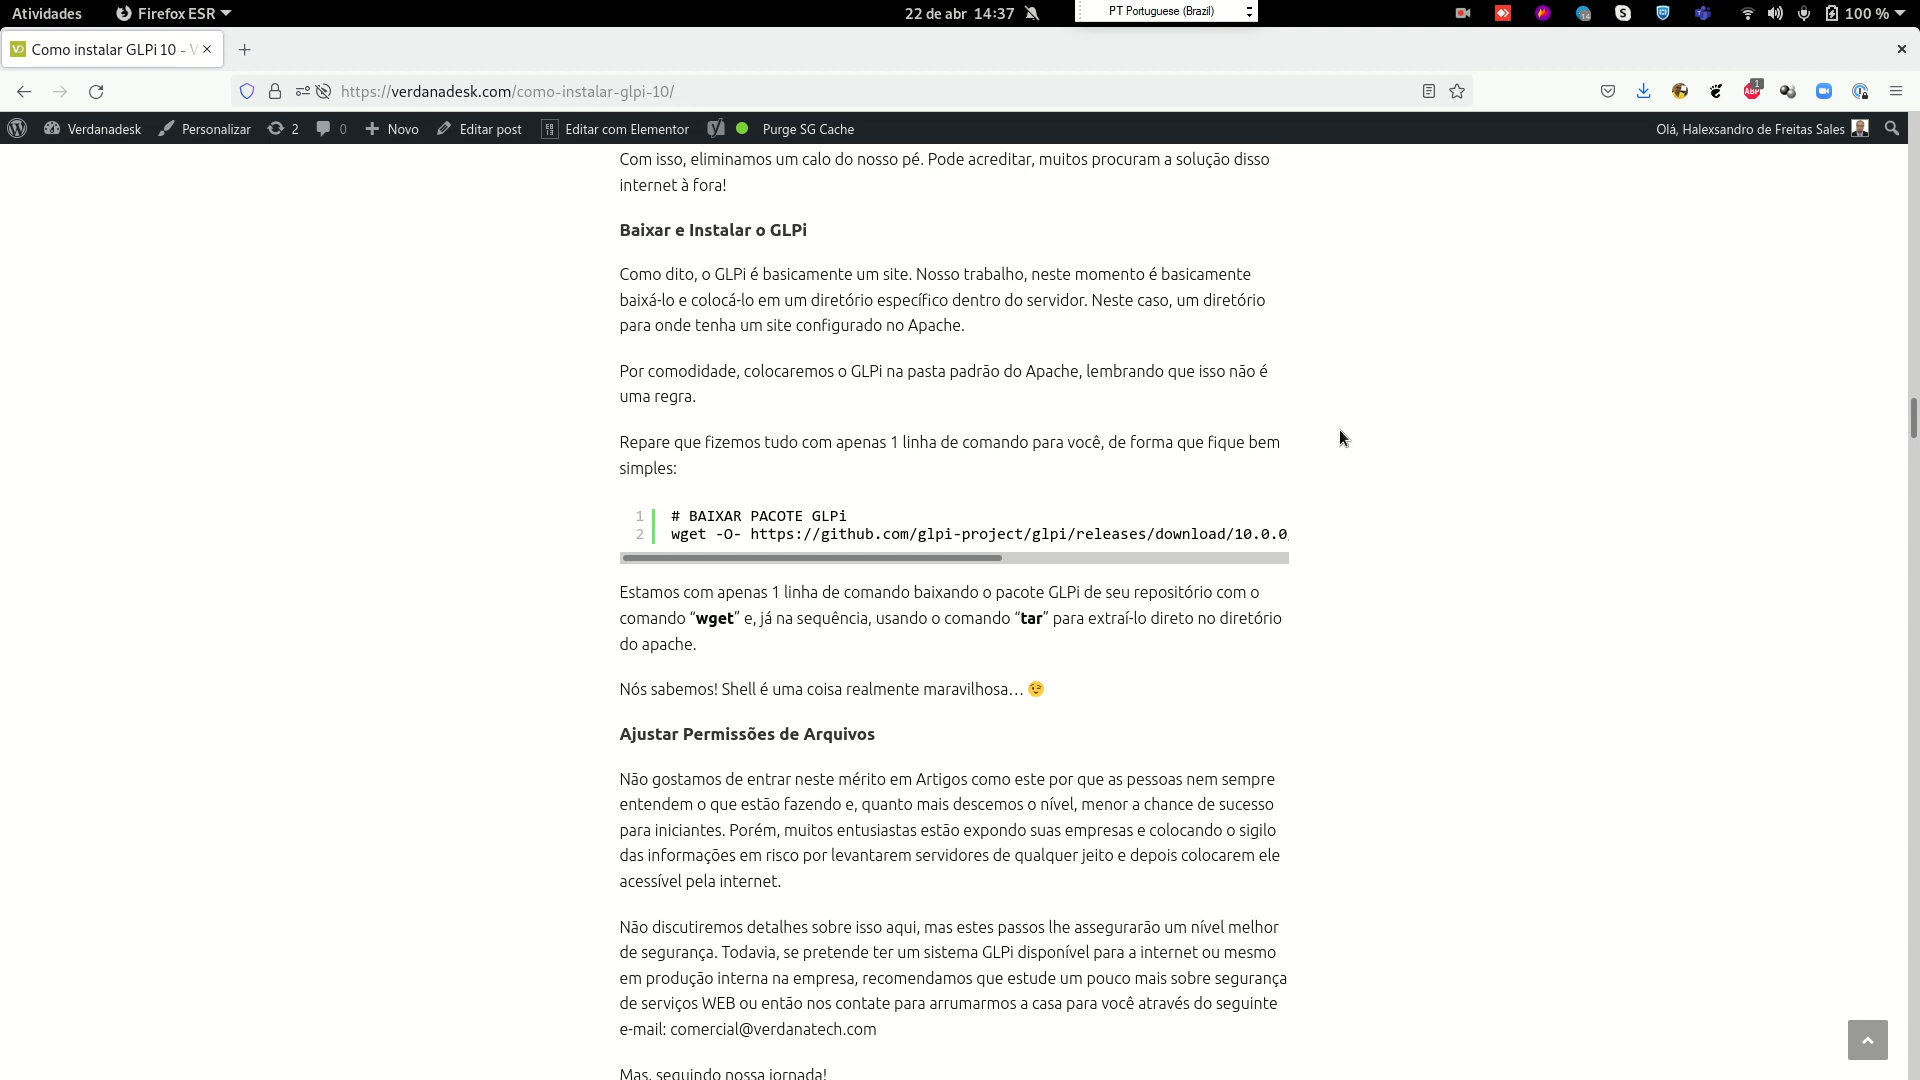 Atividades
Firefox ESR
22 de abr 14:37
PT Portuguese (Brazil)
100 %
Como instalar GLPi 10 - V
https://verdanadesk.com/como-instalar-glpi-10/
1
Verdanadesk
Personalizar
2
0
Novo
Editar post
Editar com Elementor
Purge SG Cache
Olá, Halexsandro de Freitas Sales
Com isso, eliminamos um calo do nosso pé. Pode acreditar, muitos procuram a solução disso
internet à fora!
Baixar e Instalar o GLPi
Como dito, o GLPi é basicamente um site. Nosso trabalho, neste momento é basicamente
baixá-lo e colocá-lo em um diretório específico dentro do servidor. Neste caso, um diretório
para onde tenha um site configurado no Apache.
Por comodidade, colocaremos o GLPi na pasta padrão do Apache, lembrando que isso não é
uma regra.
Repare que fizemos tudo com apenas 1 linha de comando para você, de forma que fique bem
simples:
1 # BAIXAR PACOTE GLPi
2 wget -O- https://github.com/glpi-project/glpi/releases/download/10.0.0
Estamos com apenas 1 linha de comando baixando o pacote GLPi de seu repositório com o
comando “wget” e, já na sequência, usando o comando “tar” para extraí-lo direto no diretório
do apache.
Nós sabemos! Shell é uma coisa realmente maravilhosa… 😉
Ajustar Permissões de Arquivos
Não gostamos de entrar neste mérito em Artigos como este por que as pessoas nem sempre
entendem o que estão fazendo e, quanto mais descemos o nível, menor a chance de sucesso
para iniciantes. Porém, muitos entusiastas estão expondo suas empresas e colocando o sigilo
das informações em risco por levantarem servidores de qualquer jeito e depois colocarem ele
acessível pela internet.
Não discutiremos detalhes sobre isso aqui, mas estes passos lhe assegurarão um nível melhor
de segurança. Todavia, se pretende ter um sistema GLPi disponível para a internet ou mesmo
em produção interna na empresa, recomendamos que estude um pouco mais sobre segurança
de serviços WEB ou então nos contate para arrumarmos a casa para você através do seguinte
e-mail: comercial@verdanatech.com
Mas, seguindo nossa jornada!